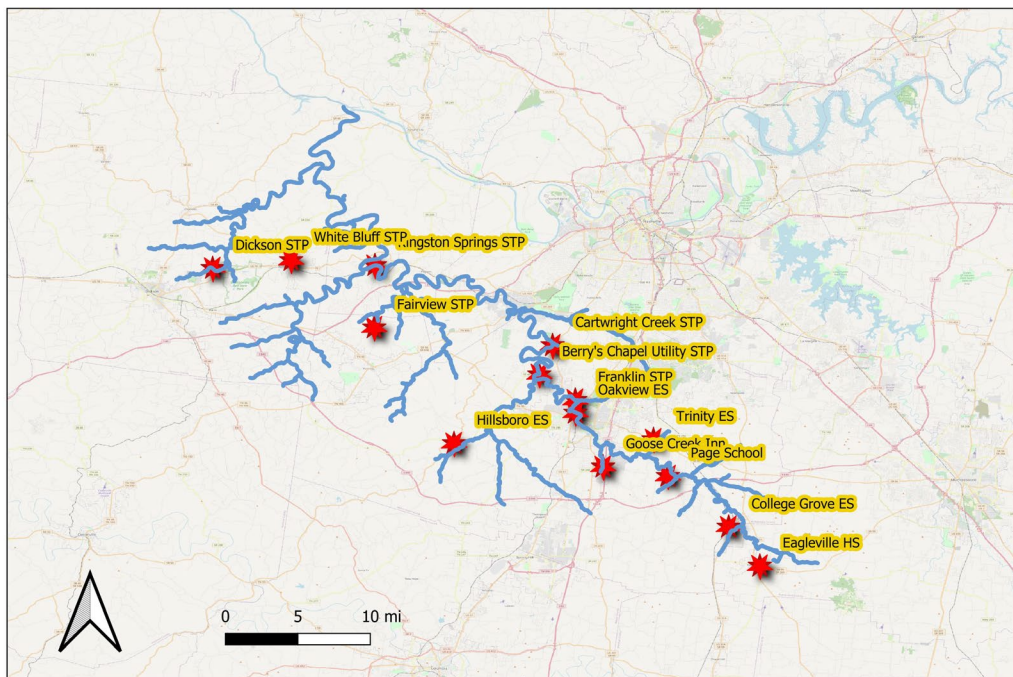 White Bluff STP
Dickson STP
ingston Springs STP
Fairview STP
Cartwright Creek STP
Berry's Chapel Utility STP
Franklin STP
Oakview ES
Hillsboro ES
Trinity ES
Goose Creek Inn
Page School
College Grove ES
Eagleville HS
0 5 10 mi